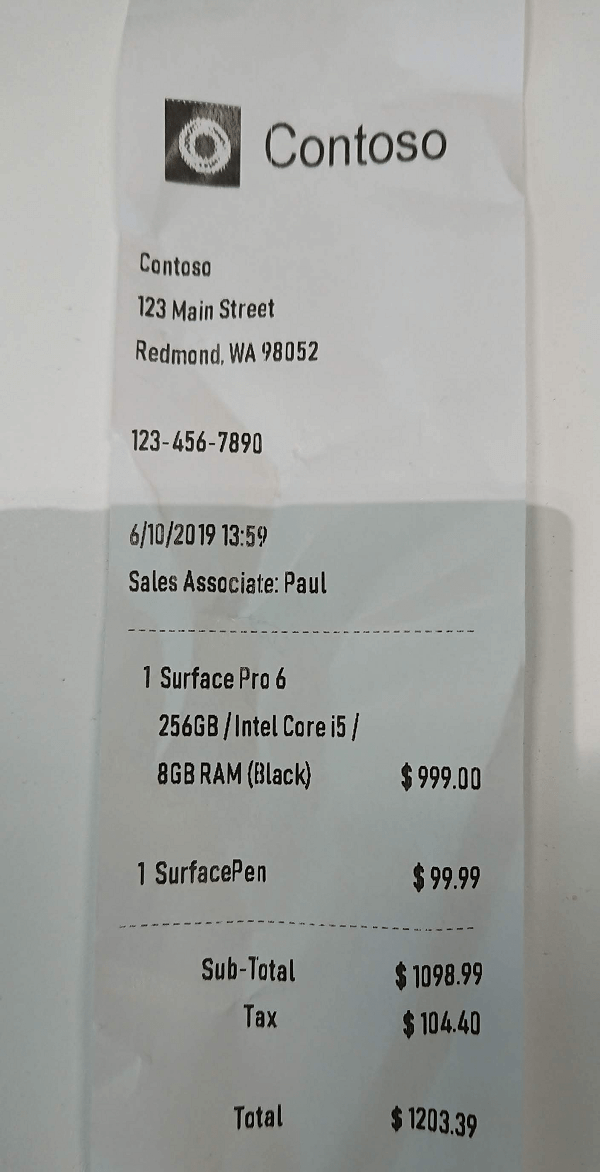 Contoso
Contoso
123 Main Street
Redmond, WA 98052
123-456-7890
6/10/2019 13:59
Sales Associate: Paul
1 Surface Pro 6
256GB / Intel Core i5 /
8GB RAM (Black) $ 999.00
1 SurfacePen $ 99.99
Sub-Total $ 1098.99
Tax $ 104.40
Total $ 1203.39